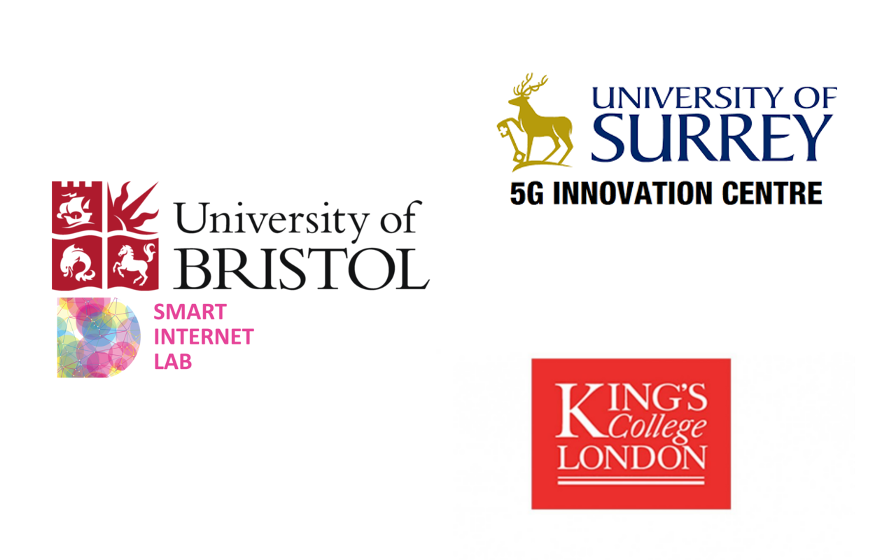 University of
BRISTOL
SMART
INTERNET
LAB
UNIVERSITY OF
SURREY
5G INNOVATION CENTRE
KING'S
College
LONDON